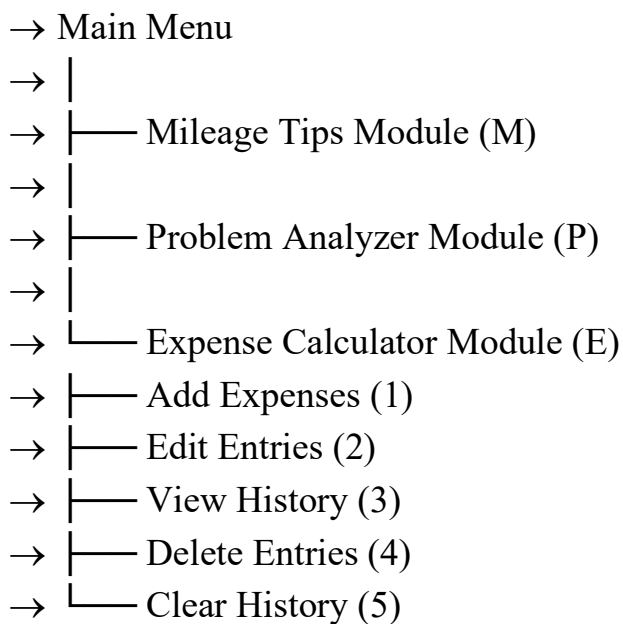 → Main Menu
→ │
→ ├── Mileage Tips Module (M)
→ │
→ ├── Problem Analyzer Module (P)
→ │
→ └── Expense Calculator Module (E)
→ ├── Add Expenses (1)
→ ├── Edit Entries (2)
→ ├── View History (3)
→ ├── Delete Entries (4)
→ └── Clear History (5)